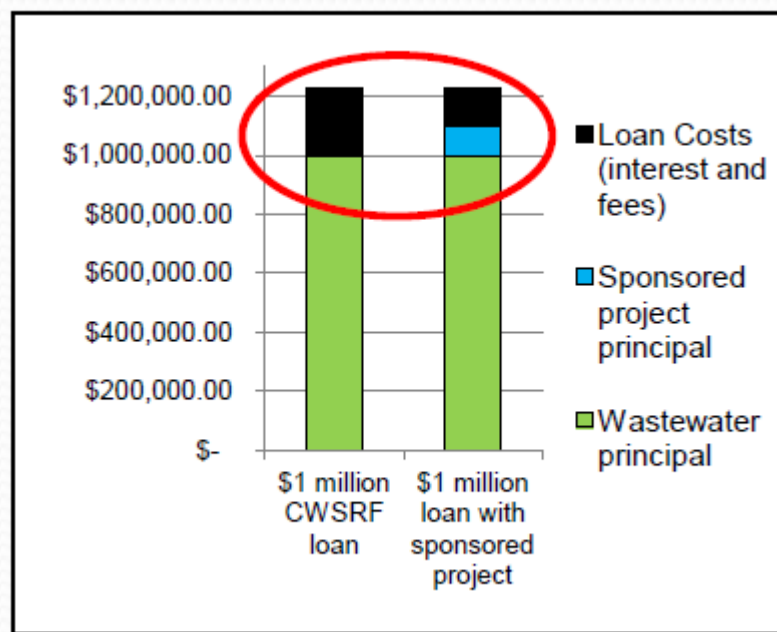 $1,200,000.00
$1,000,000.00
$800,000.00
$600,000.00
$400,000.00
$200,000.00
$-
$1 million
CWSRF
loan
$1 million
loan with
sponsored
project
Loan Costs
(interest and
fees)
Sponsored
project
principal
Wastewater
principal